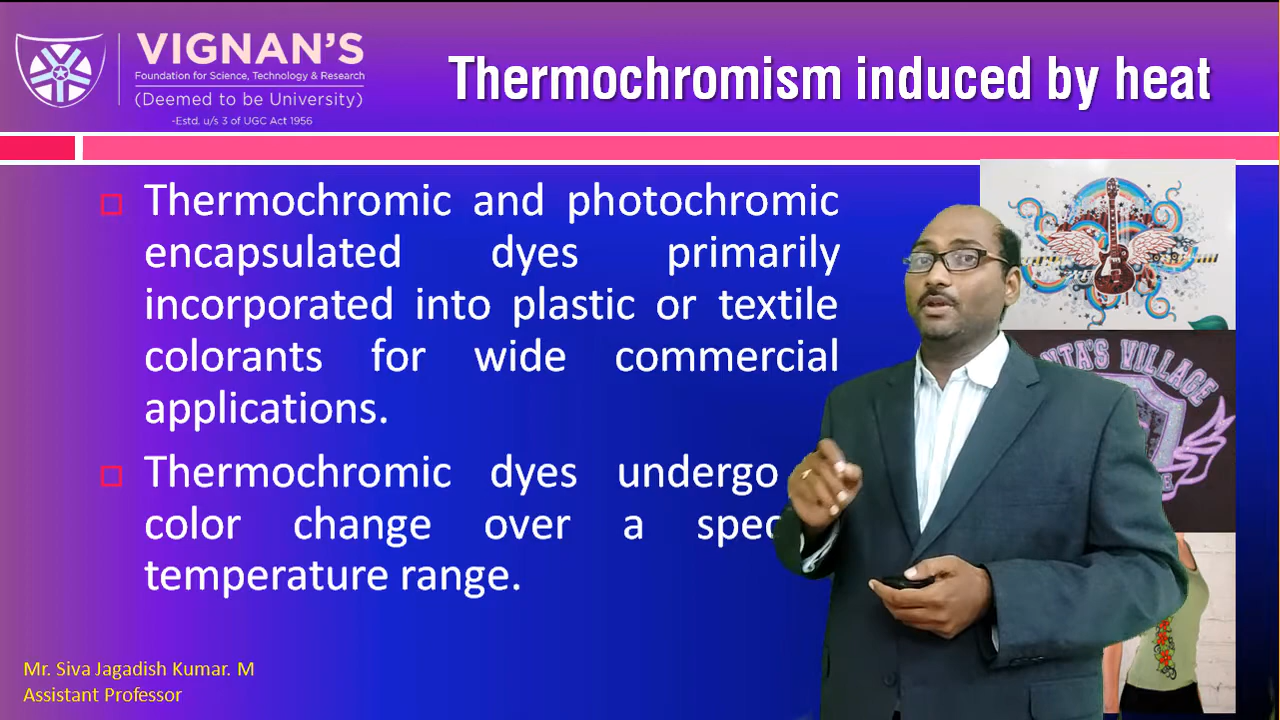 VIGNAN'S
Foundation for Science, Technology & Research
(Deemed to be University)
-Estd. u/s 3 of UGC Act 1956
Thermochromism induced by heat
Thermochromic and photochromic
encapsulated dyes primarily
incorporated into plastic or textile
colorants for wide commercial
applications.
Thermochromic dyes undergo
color change over a
temperature range.
VILLAGE
Mr. Siva Jagadish Kumar. M
Assistant Professor